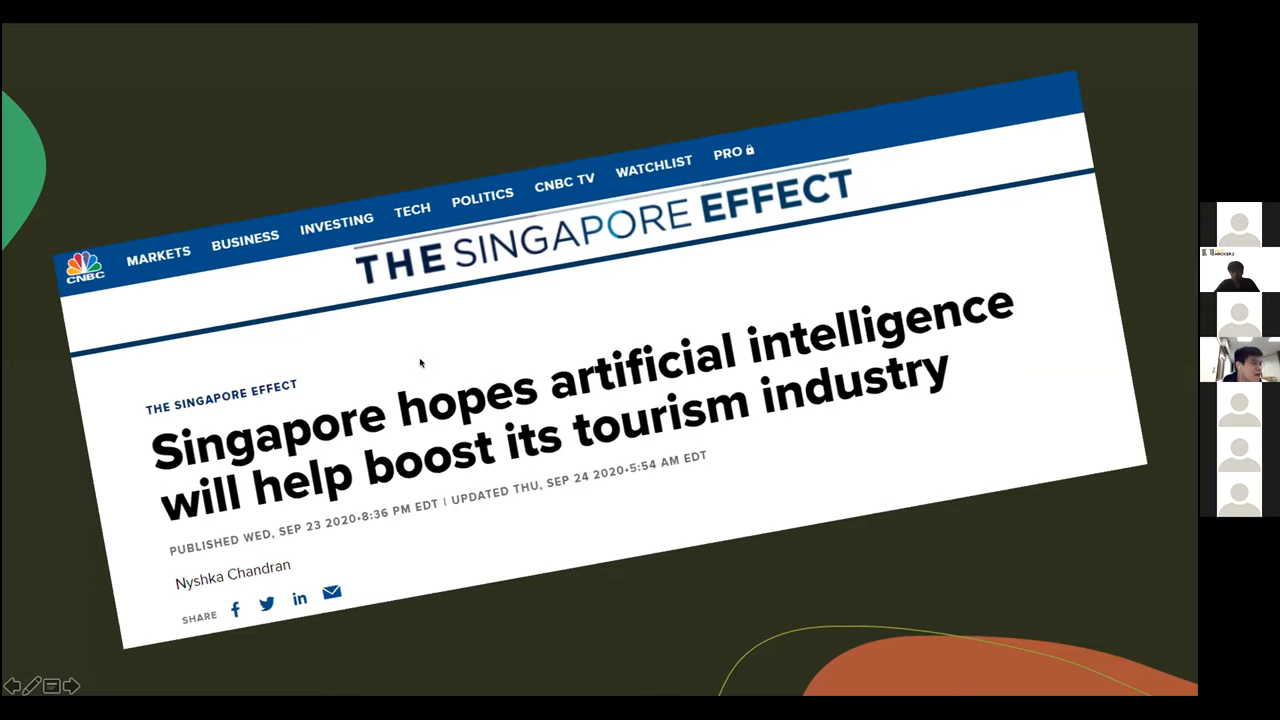 MARKETS BUSINESS INVESTING TECH POLITICS CNBC TV WATCHLIST PRO
CNBC
THE SINGAPORE EFFECT
THE SINGAPORE EFFECT
Singapore hopes artificial intelligence
will help boost its tourism industry
PUBLISHED WED, SEP 23 2020•8:36 PM EDT | UPDATED THU, SEP 24 2020•5:54 AM EDT
Nyshka Chandran
SHARE